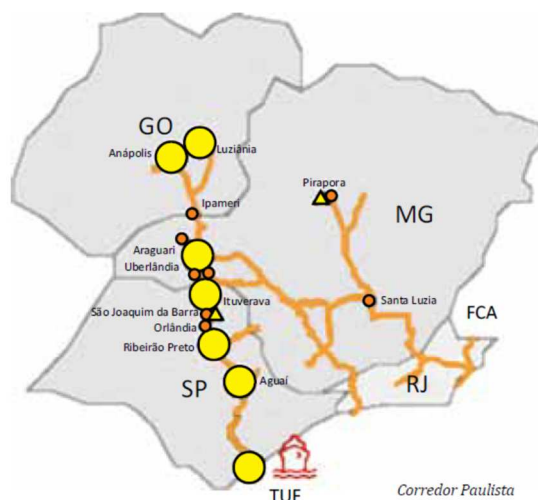 GO
Anápolis
Luziânia
Ipameri
Pirapora
MG
Araguari
Uberlândia
Ituverava
Santa Luzia
São Joaquim da Barra
Orlândia
FCA
Ribeirão Preto
SP
Aguaí
RJ
TUF
Corredor Paulista